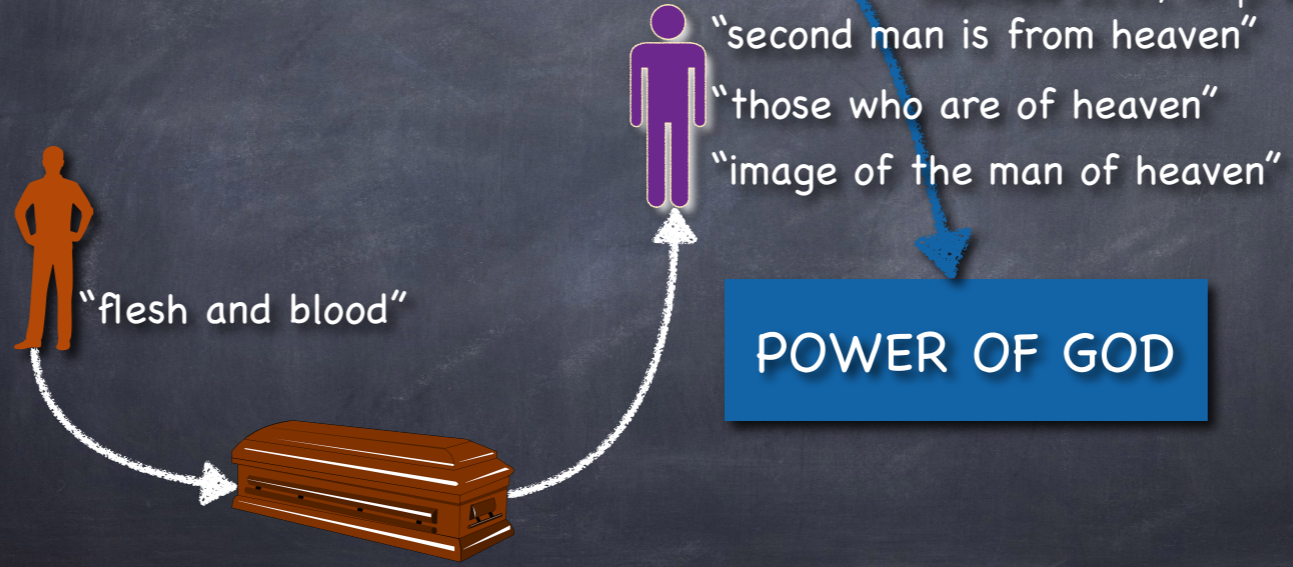 “second man is from heaven”
“those who are of heaven”
“image of the man of heaven”
“flesh and blood”
POWER OF GOD